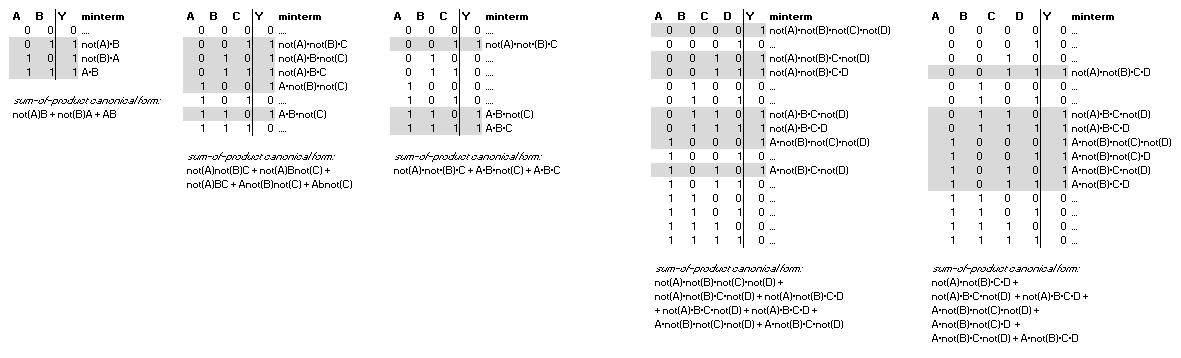 A B Y minterm
0 0 0 ....
0 1 1 not(A)•B
1 0 1 not(B)•A
1 1 1 A•B
sum-of-product canonical form:
not(A)B + not(B)A + AB
A B C Y minterm
0 0 0 0 ....
0 0 1 1 not(A)•not(B)•C
0 1 0 1 not(A)•B•not(C)
0 1 1 1 not(A)•B•C
1 0 0 1 A•not(B)•not(C)
1 0 1 0 ....
1 1 0 1 A•B•not(C)
1 1 1 0 ....
sum-of-product canonical form:
not(A)not(B)C + not(A)Bnot(C) +
not(A)BC + Anot(B)not(C) + Abnot(C)
A B C Y minterm
0 0 0 0 ....
0 0 1 1 not(A)•not•(B)•C
0 1 0 0 ...
0 1 1 0 ...
1 0 0 0 ...
1 0 1 0 ...
1 1 0 1 A•B•not(C)
1 1 1 1 A•B•C
sum-of-product canonical form:
not(A)•not•(B)•C + A•B•not(C) + A•B•C
A B C D Y minterm
0 0 0 0 1 not(A)•not(B)•not(C)•not(D)
0 0 0 1 0 ...
0 0 1 0 1 not(A)•not(B)•C•not(D)
0 0 1 1 1 not(A)•not(B)•C•D
0 1 0 0 0 ...
0 1 0 1 0 ...
0 1 1 0 1 not(A)•B•C•not(D)
0 1 1 1 1 not(A)•B•C•D
1 0 0 0 1 A•not(B)•not(C)•not(D)
1 0 0 1 0 ...
1 0 1 0 1 A•not(B)•C•not(D)
1 0 1 1 0 ...
1 1 0 0 0 ...
1 1 0 1 0 ...
1 1 1 0 0 ...
1 1 1 1 0 ...
sum-of-product canonical form:
not(A)•not(B)•not(C)•not(D) +
not(A)•not(B)•C•not(D) + not(A)•not(B)•C•D
+ not(A)•B•C•not(D) + not(A)•B•C•D +
A•not(B)•not(C)•not(D) + A•not(B)•C•not(D)
A B C D Y minterm
0 0 0 0 0 ...
0 0 0 1 0 ...
0 0 1 0 0 ...
0 0 1 1 1 not(A)•not(B)•C•D
0 1 0 0 0 ...
0 1 0 1 0 ...
0 1 1 0 1 not(A)•B•C•not(D)
0 1 1 1 1 not(A)•B•C•D
1 0 0 0 1 A•not(B)•not(C)•not(D)
1 0 0 1 1 A•not(B)•not(C)•D
1 0 1 0 1 A•not(B)•C•not(D)
1 0 1 1 1 A•not(B)•C•D
1 1 0 0 0 ...
1 1 0 1 0 ...
1 1 1 0 0 ...
1 1 1 1 0 ...
sum-of-product canonical form:
not(A)•not(B)•C•D +
not(A)•B•C•not(D) + not(A)•B•C•D +
A•not(B)•not(C)•not(D) +
A•not(B)•not(C)•D +
A•not(B)•C•not(D) + A•not(B)•C•D